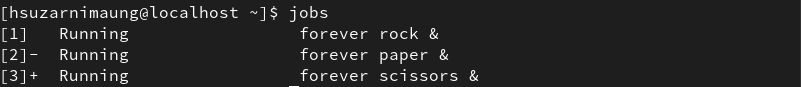 [hsuzarnimaung@localhost ~]$ jobs
[1]   Running                 forever rock &
[2]-  Running                 forever paper &
[3]+  Running                 forever scissors &